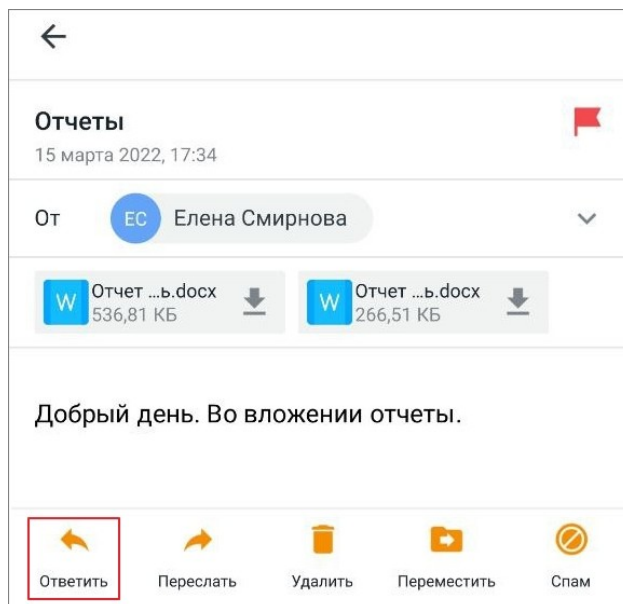 Отчеты
15 марта 2022, 17:34
От ЕС Елена Смирнова
W Отчет ...ь.docx W Отчет ...ь.docx
536,81 КБ 266,51 КБ
Добрый день. Во вложении отчеты.
Ответить Переслать Удалить Переместить Спам